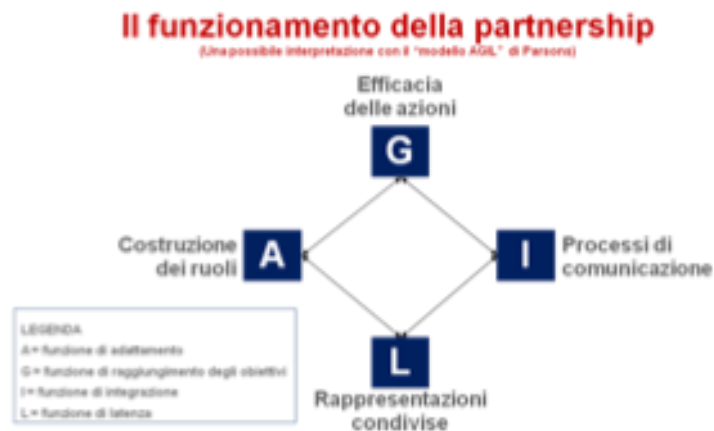 Il funzionamento della partnership
(Una possibile interpretazione con il "modello AGIL" di Parsons)
Efficacia
delle azioni
G
Costruzione
dei ruoli
A
I
Processi di
comunicazione
L
Rappresentazioni
condivise
LEGENDA
A= funzione di adattamento
G= funzione di raggiungimento degli obiettivi
I= funzione di integrazione
L= funzione di latenza